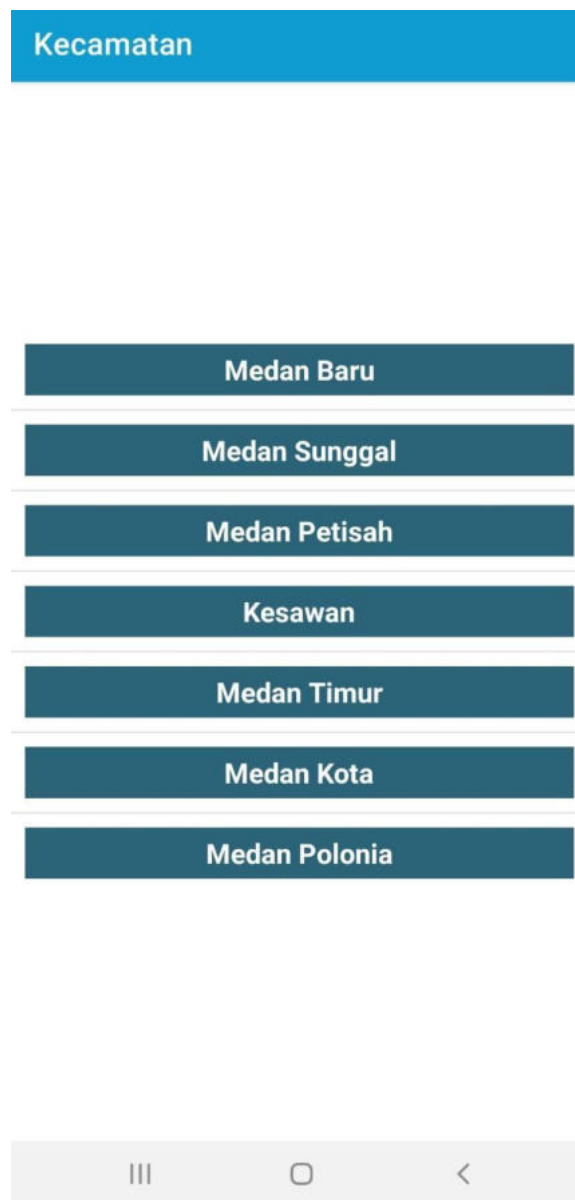 Kecamatan
Medan Baru
Medan Sunggal
Medan Petisah
Kesawan
Medan Timur
Medan Kota
Medan Polonia